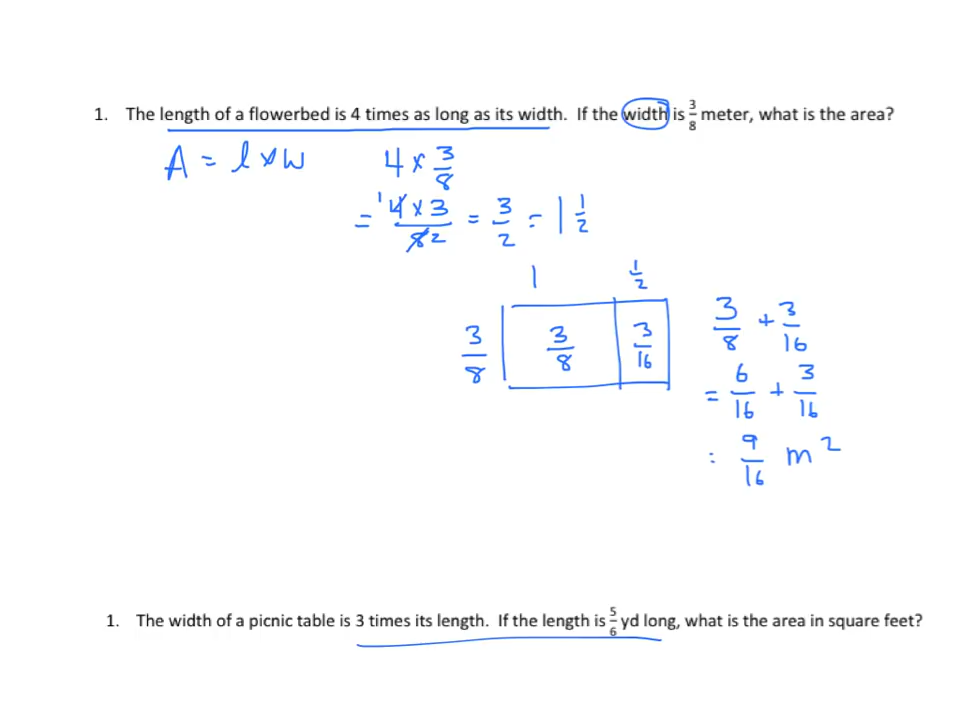 1. The length of a flowerbed is 4 times as long as its width. If the width is 3/8 meter, what is the area?
A = l x w
4 x 3/8
= ¹4 x 3 / 8 2 = 3/2 = 1 1/2
1 1/2
3/8 3/8 3/16
3/8 + 3/16
= 6/16 + 3/16
= 9/16 m²
1. The width of a picnic table is 3 times its length. If the length is 5/6 yd long, what is the area in square feet?